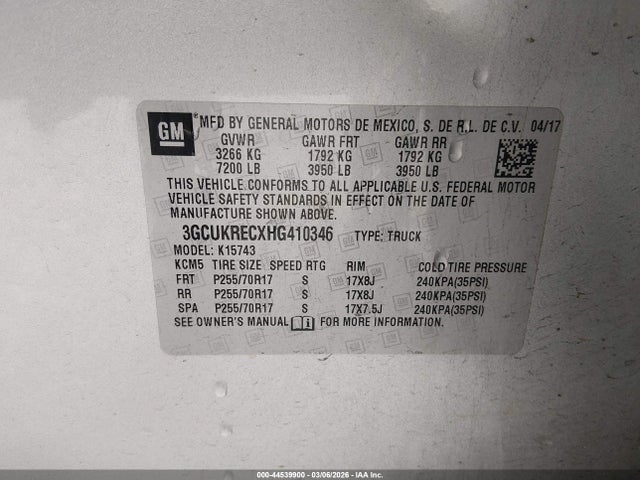 GM MFD BY GENERAL MOTORS DE MEXICO, S. DE R.L. DE C.V. 04/17
GVWR GAWR FRT GAWR RR
3266 KG 1792 KG 1792 KG
7200 LB 3950 LB 3950 LB
THIS VEHICLE CONFORMS TO ALL APPLICABLE U.S. FEDERAL MOTOR
VEHICLE SAFETY STANDARDS IN EFFECT ON THE DATE OF
MANUFACTURE SHOWN ABOVE.
3GCUKRECXHG410346 TYPE: TRUCK
MODEL: K15743
KCM5 TIRE SIZE SPEED RTG RIM COLD TIRE PRESSURE
FRT P255/70R17 S 17X8J 240KPA(35PSI)
RR P255/70R17 S 17X8J 240KPA(35PSI)
SPA P255/70R17 S 17X7.5J 240KPA(35PSI)
SEE OWNER'S MANUAL FOR MORE INFORMATION.
000-44539900 - 03/06/2026 - IAA Inc.